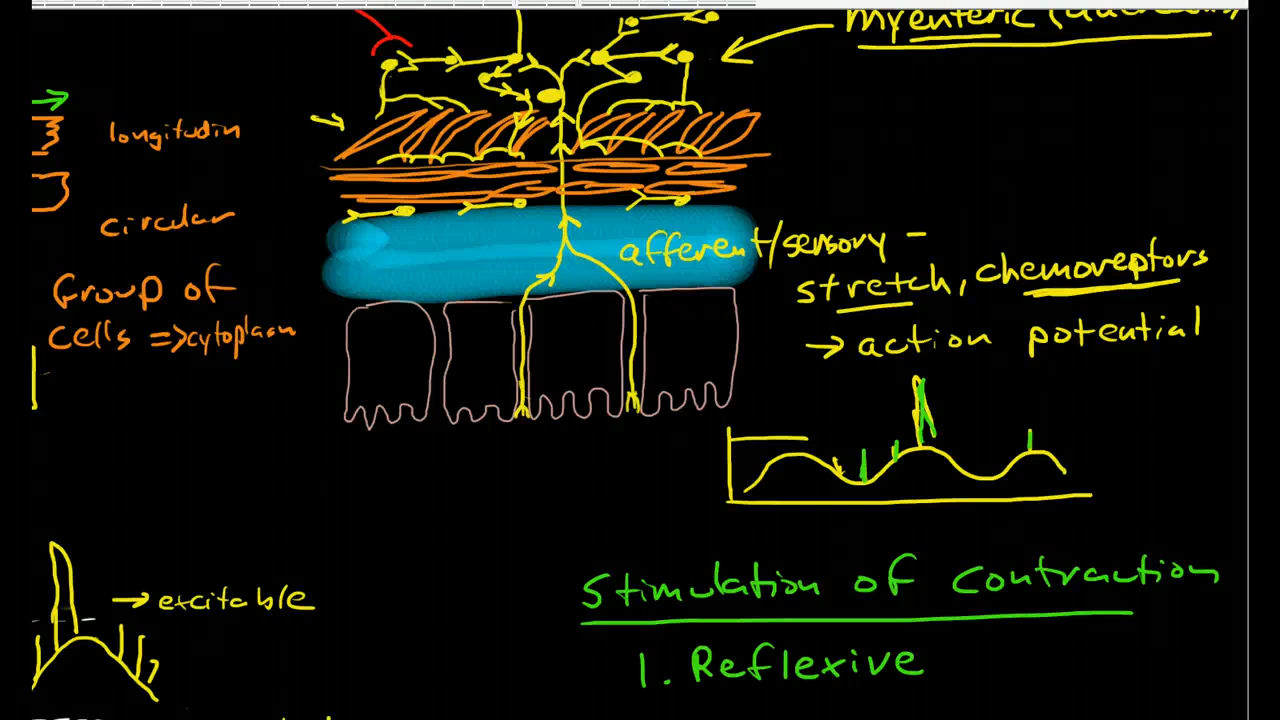 myenteric
longitudin
circular
Group of
cells => cytoplasm
afferent/sensory -
stretch, chemoreptors
→ action potential
→ excitable
Stimulation of contraction
1. Reflexive